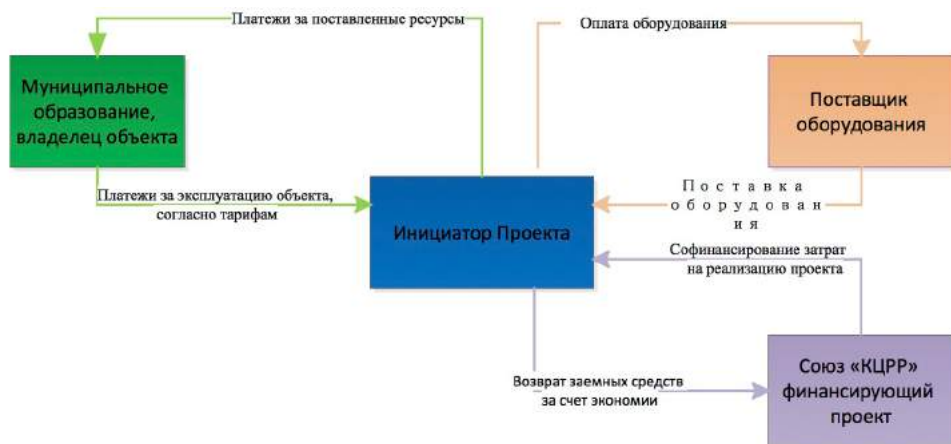 Платежи за поставленные ресурсы
Оплата оборудования
Муниципальное
образование,
владелец объекта
Поставщик
оборудования
Платежи за эксплуатацию объекта,
согласно тарифам
Инициатор Проекта
Поставка
оборудован
ия
Софинансирование затрат
на реализацию проекта
Возврат заемных средств
за счет экономии
Союз «КЦРР»
финансирующий
проект